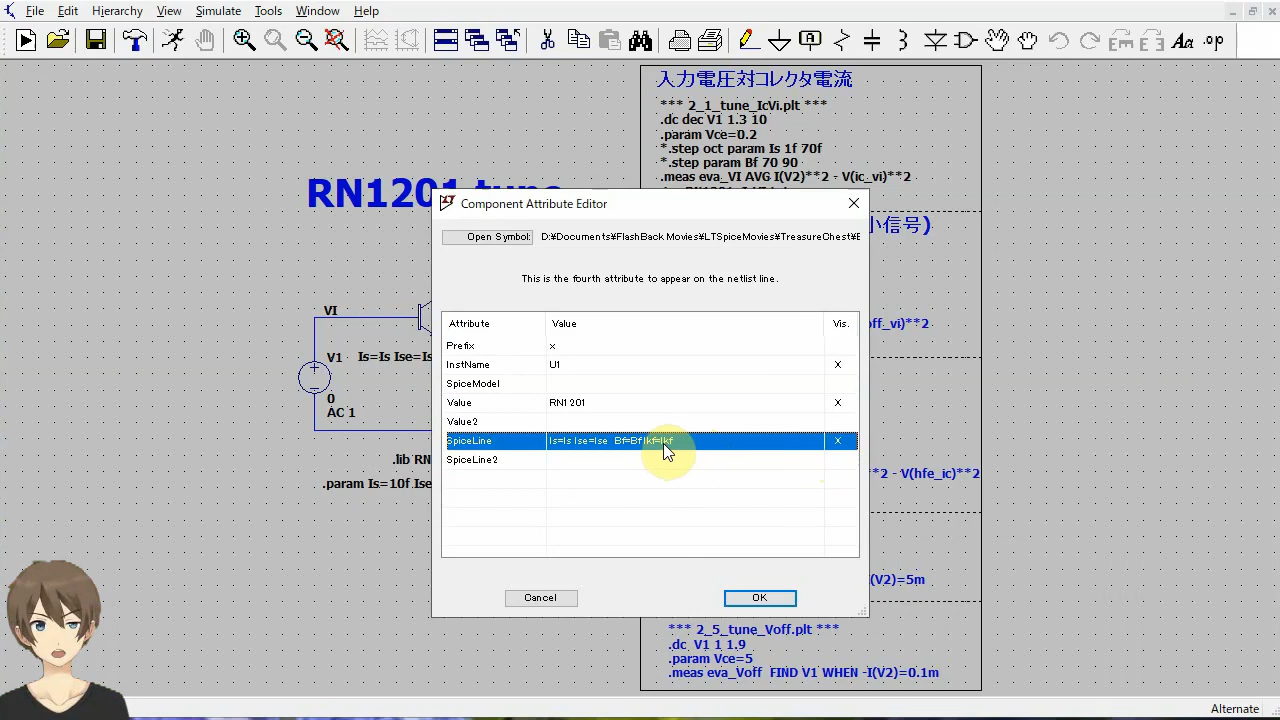 File Edit Hierarchy View Simulate Tools Window Help
入力電圧対コレクタ電流
*** 2_1_tune_IcVi.plt ***
.dc dec V1 1.3 10
.param Vce=0.2
*.step oct param Is 1f 70f
*.step param Bf 70 90
.meas eva_VI AVG I(V2)**2 - V(ic_vi)**2
RN1201 tune
小信号)
Component Attribute Editor
Open Symbol: D:¥Documents¥FlashBack Movies¥LTSpiceMovies¥TreasureChest¥E
This is the fourth attribute to appear on the netlist line.
Attribute Value Vis.
Prefix x
InstName U1 X
SpiceModel
Value RN1201 X
Value2
SpiceLine Is=Is Ise=Ise Bf=Bf Ikf=Ikf X
SpiceLine2
Cancel OK
VI
V1 Is=Is Ise=Is
0
AC 1
.lib RN
.param Is=10f Ise
off_vi)**2
**2 - V(hfe_ic)**2
(V2)=5m
*** 2_5_tune_Voff.plt ***
.dc V1 1 1.9
.param Vce=5
.meas eva_Voff FIND V1 WHEN -I(V2)=0.1m
Alternate